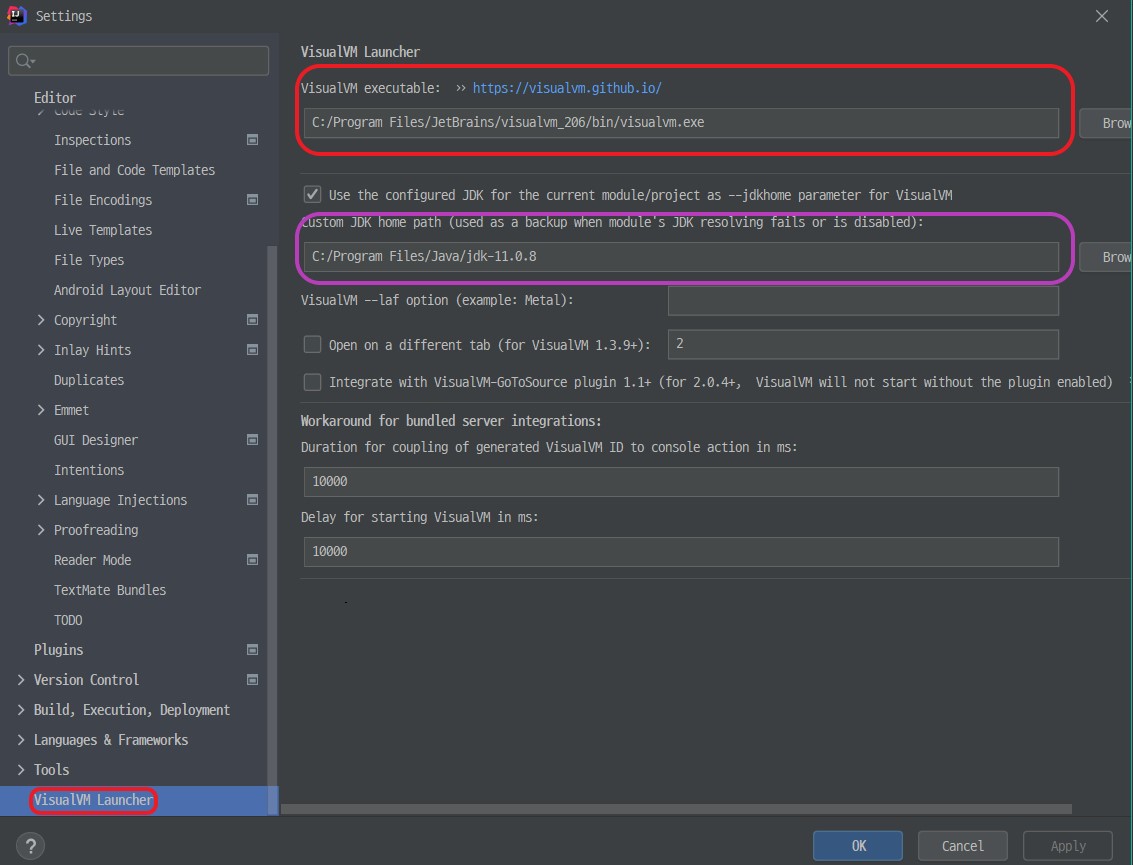 Settings
Editor
Code Style
Inspections
File and Code Templates
File Encodings
Live Templates
File Types
Android Layout Editor
Copyright
Inlay Hints
Duplicates
Emmet
GUI Designer
Intentions
Language Injections
Proofreading
Reader Mode
TextMate Bundles
TODO
Plugins
Version Control
Build, Execution, Deployment
Languages & Frameworks
Tools
VisualVM Launcher
VisualVM Launcher
VisualVM executable: >> https://visualvm.github.io/
C:/Program Files/JetBrains/visualvm_206/bin/visualvm.exe
Brow
Use the configured JDK for the current module/project as --jdkhome parameter for VisualVM
Custom JDK home path (used as a backup when module's JDK resolving fails or is disabled):
C:/Program Files/Java/jdk-11.0.8
Brow
VisualVM --laf option (example: Metal):
Open on a different tab (for VisualVM 1.3.9+): 2
Integrate with VisualVM-GoToSource plugin 1.1+ (for 2.0.4+, VisualVM will not start without the plugin enabled)
Workaround for bundled server integrations:
Duration for coupling of generated VisualVM ID to console action in ms:
10000
Delay for starting VisualVM in ms:
10000
?
OK Cancel Apply